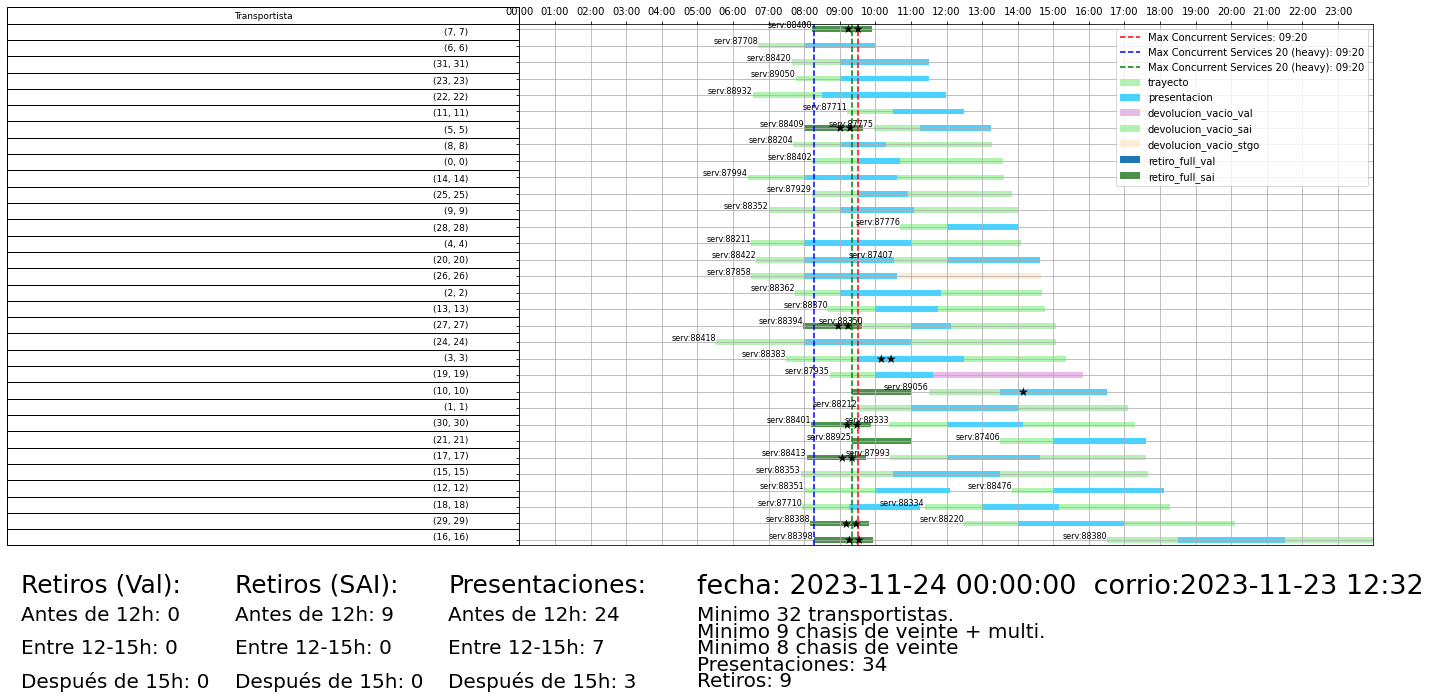 Transportista
00:00 01:00 02:00 03:00 04:00 05:00 06:00 07:00 08:00 09:00 10:00 11:00 12:00 13:00 14:00 15:00 16:00 17:00 18:00 19:00 20:00 21:00 22:00 23:00
(7, 7) serv:88400
(6, 6) serv:87708
(31, 31) serv:88420
(23, 23) serv:89050
(22, 22) serv:88932
(11, 11) serv:87711
(5, 5) serv:88409 serv:87775
(8, 8) serv:88204
(0, 0) serv:88402
(14, 14) serv:87994
(25, 25) serv:87929
(9, 9) serv:88352
(28, 28) serv:87776
(4, 4) serv:88211
(20, 20) serv:88422 serv:87407
(26, 26) serv:87858
(2, 2) serv:88362
(13, 13) serv:88370
(27, 27) serv:88394 serv:88350
(24, 24) serv:88418
(3, 3) serv:88383
(19, 19) serv:87935
(10, 10) serv:89056
(1, 1) serv:88212
(30, 30) serv:88401 serv:88333
(21, 21) serv:88925 serv:87406
(17, 17) serv:88413 serv:87993
(15, 15) serv:88353
(12, 12) serv:88351 serv:88476
(18, 18) serv:87710 serv:88334
(29, 29) serv:88388 serv:88220
(16, 16) serv:88398 serv:88380
Max Concurrent Services: 09:20
Max Concurrent Services 20 (heavy): 09:20
Max Concurrent Services 20 (heavy): 09:20
trayecto
presentacion
devolucion_vacio_val
devolucion_vacio_sai
devolucion_vacio_stgo
retiro_full_val
retiro_full_sai
Retiros (Val):
Antes de 12h: 0
Entre 12-15h: 0
Después de 15h: 0
Retiros (SAI):
Antes de 12h: 9
Entre 12-15h: 0
Después de 15h: 0
Presentaciones:
Antes de 12h: 24
Entre 12-15h: 7
Después de 15h: 3
fecha: 2023-11-24 00:00:00 corrio:2023-11-23 12:32
Minimo 32 transportistas.
Minimo 9 chasis de veinte + multi.
Minimo 8 chasis de veinte
Presentaciones: 34
Retiros: 9